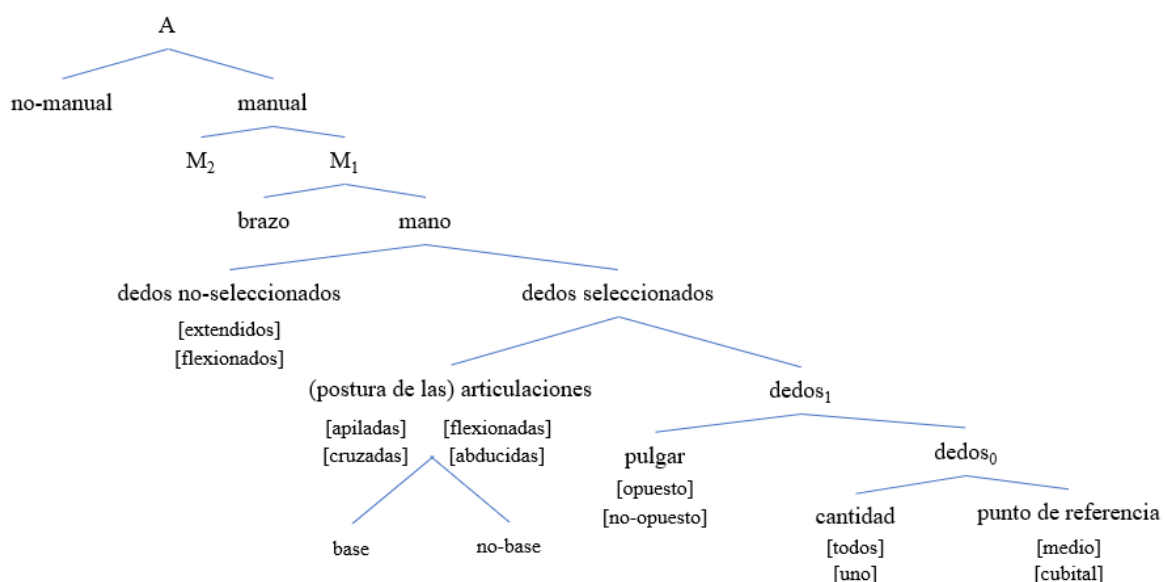 A
no-manual manual
M2 M1
brazo mano
dedos no-seleccionados dedos seleccionados
[extendidos]
[flexionados]
(postura de las) articulaciones dedos1
[apiladas] [flexionadas]
[cruzadas] [abducidas]
pulgar dedos0
[opuesto]
[no-opuesto]
cantidad punto de referencia
base no-base
[todos] [medio]
[uno] [cubital]